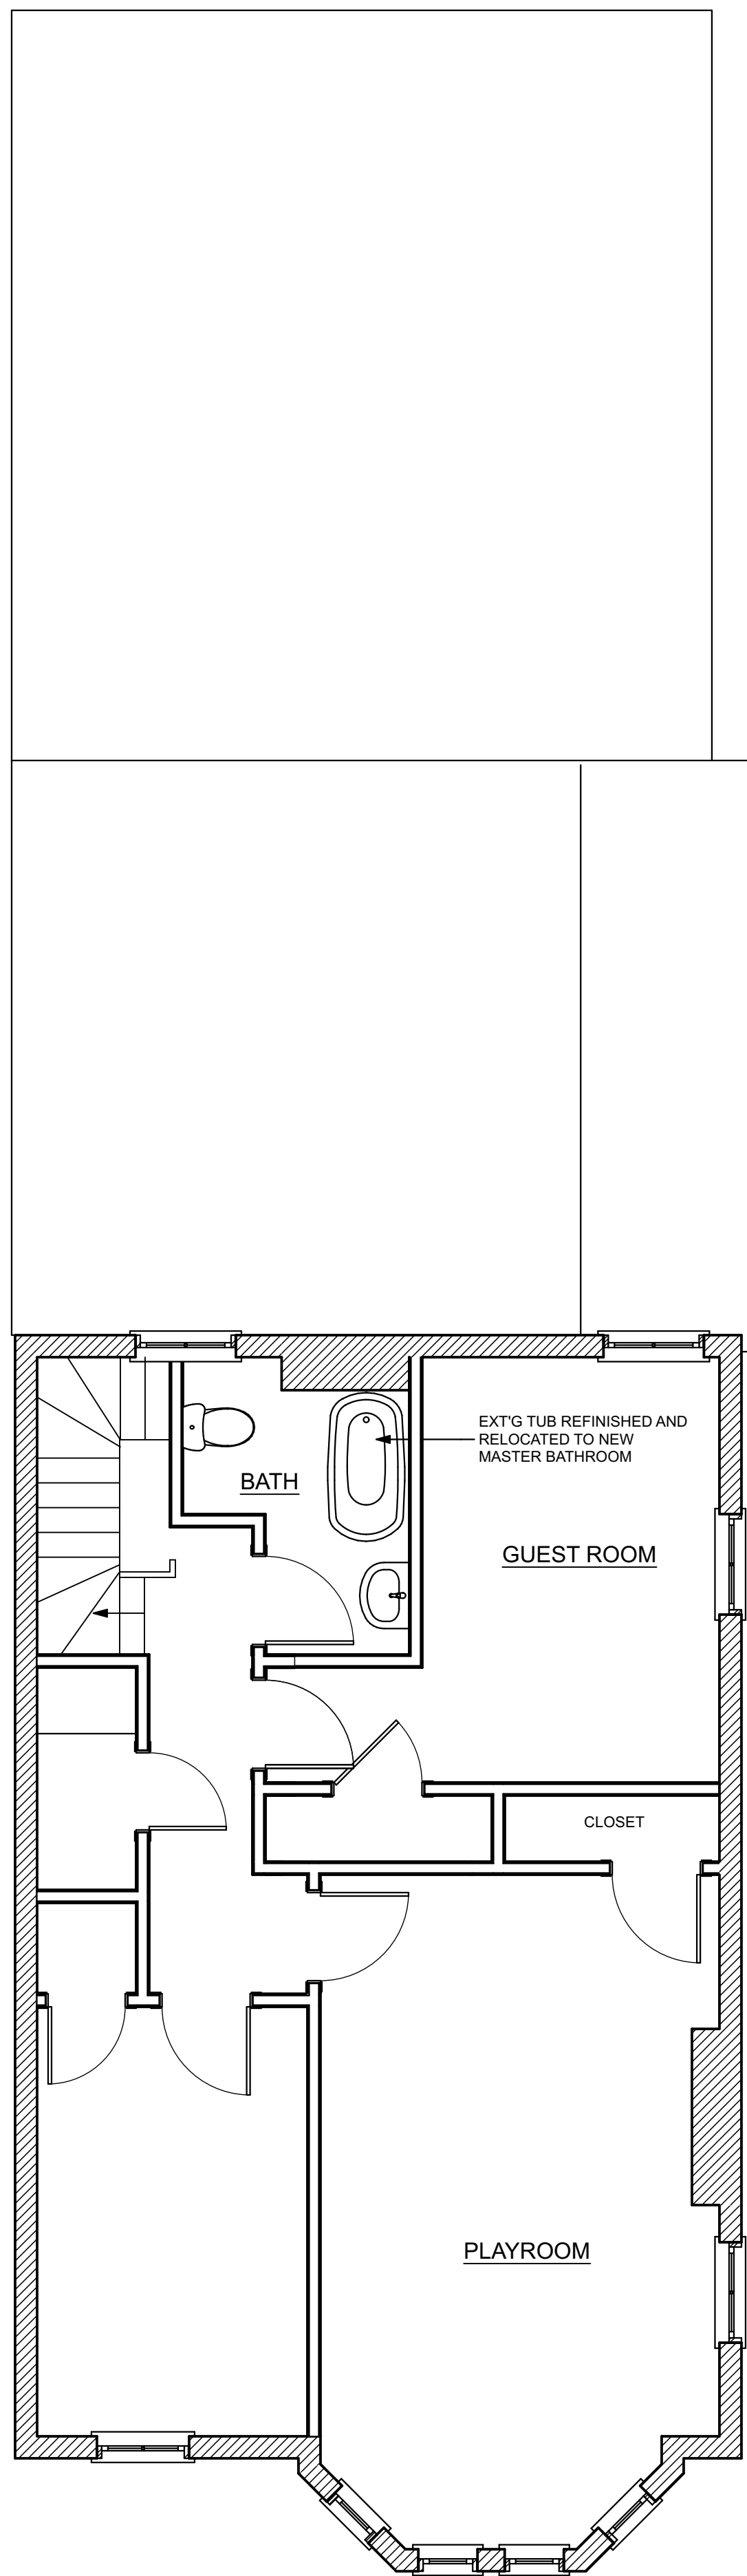 EXT'G TUB REFINISHED AND
RELOCATED TO NEW
MASTER BATHROOM
BATH
GUEST ROOM
CLOSET
PLAYROOM